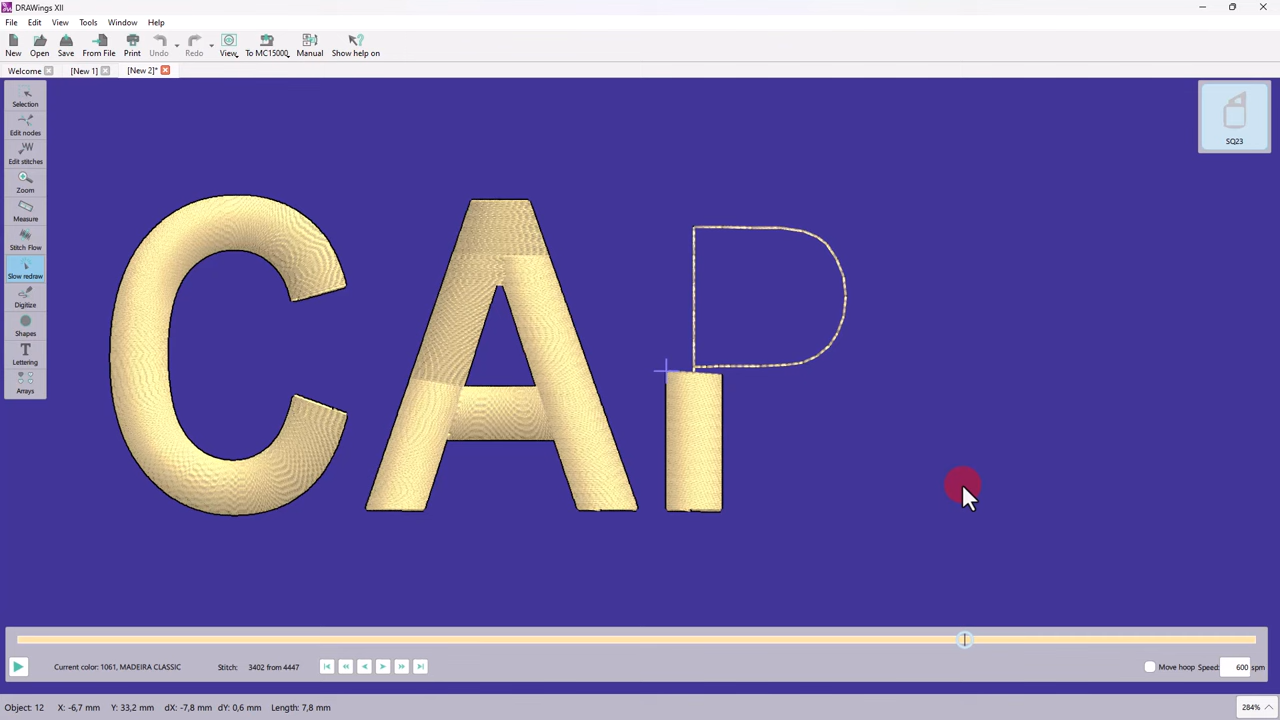 DRAWings XII
File Edit View Tools Window Help
New Open Save From File Print Undo Redo View To MC15000 Manual Show help on
Welcome [New 1] [New 2]*
Selection
Edit nodes
Edit stitches
Zoom
Measure
Stitch Flow
Slow redraw
Digitize
Shapes
Lettering
Arrays
SQ23
CAP
Current color: 1061, MADEIRA CLASSIC Stitch: 3402 from 4447 Move hoop Speed: 600 spm
Object: 12 X: -6,7 mm Y: 33,2 mm dX: -7,8 mm dY: 0,6 mm Length: 7,8 mm 284%